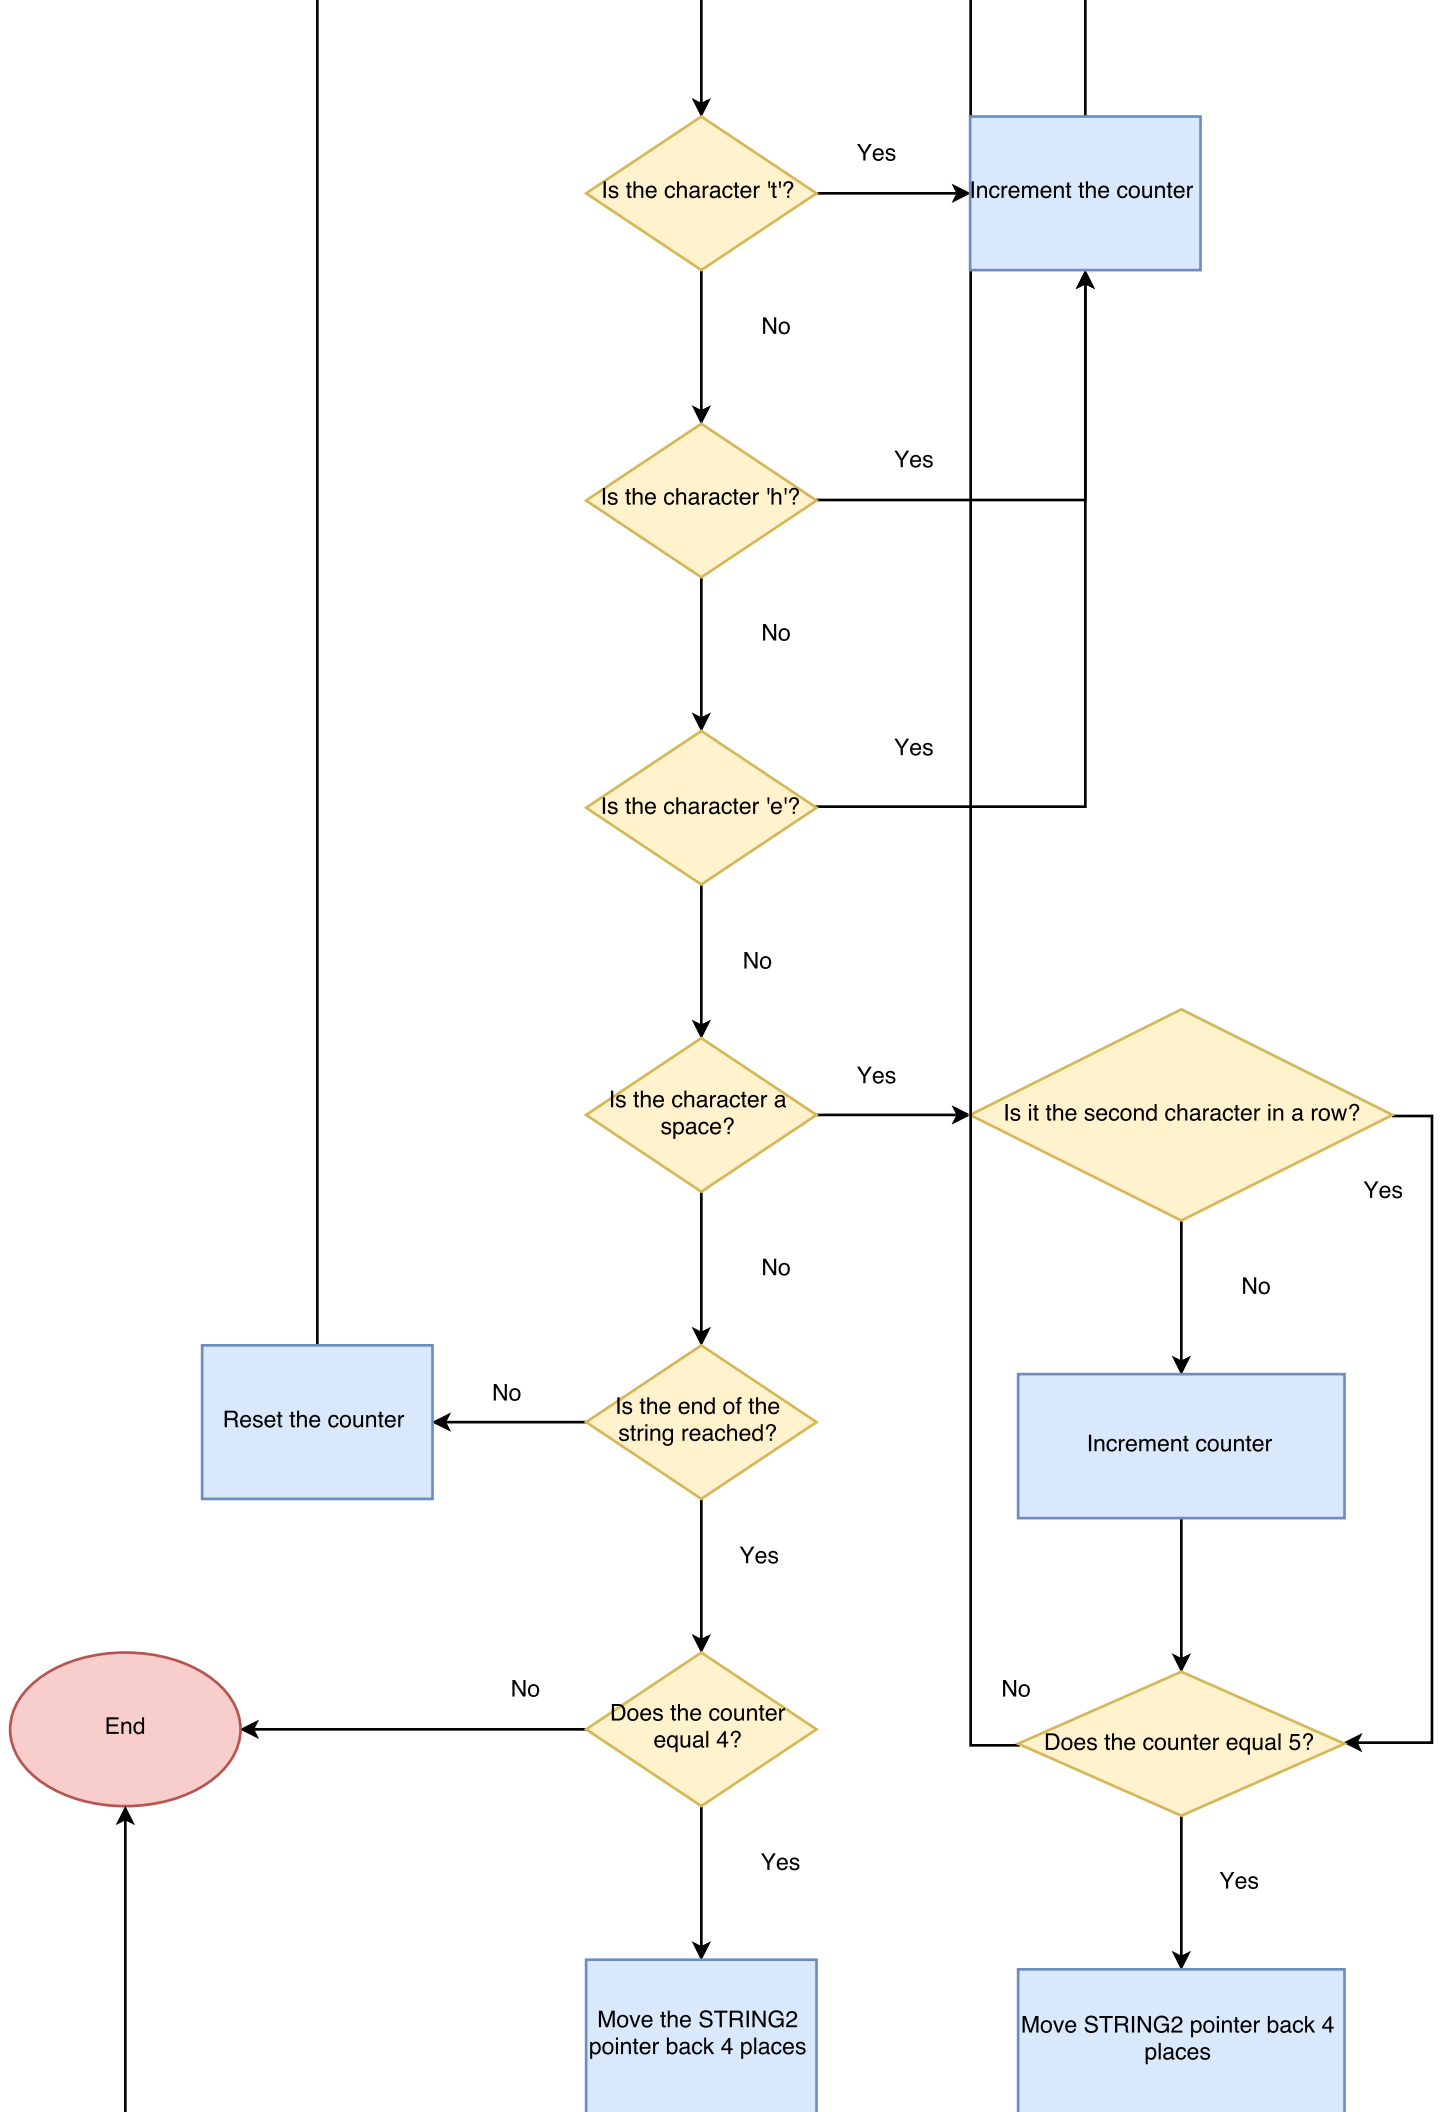 Yes
Is the character 't'?
Increment the counter
No
Yes
Is the character 'h'?
No
Yes
Is the character 'e'?
No
Yes
Is the character a
space?
Is it the second character in a row?
Yes
No
No
No
Is the end of the
string reached?
Reset the counter
Increment counter
Yes
No
No
End
Does the counter
equal 4?
Does the counter equal 5?
Yes
Yes
Move the STRING2
pointer back 4 places
Move STRING2 pointer back 4
places